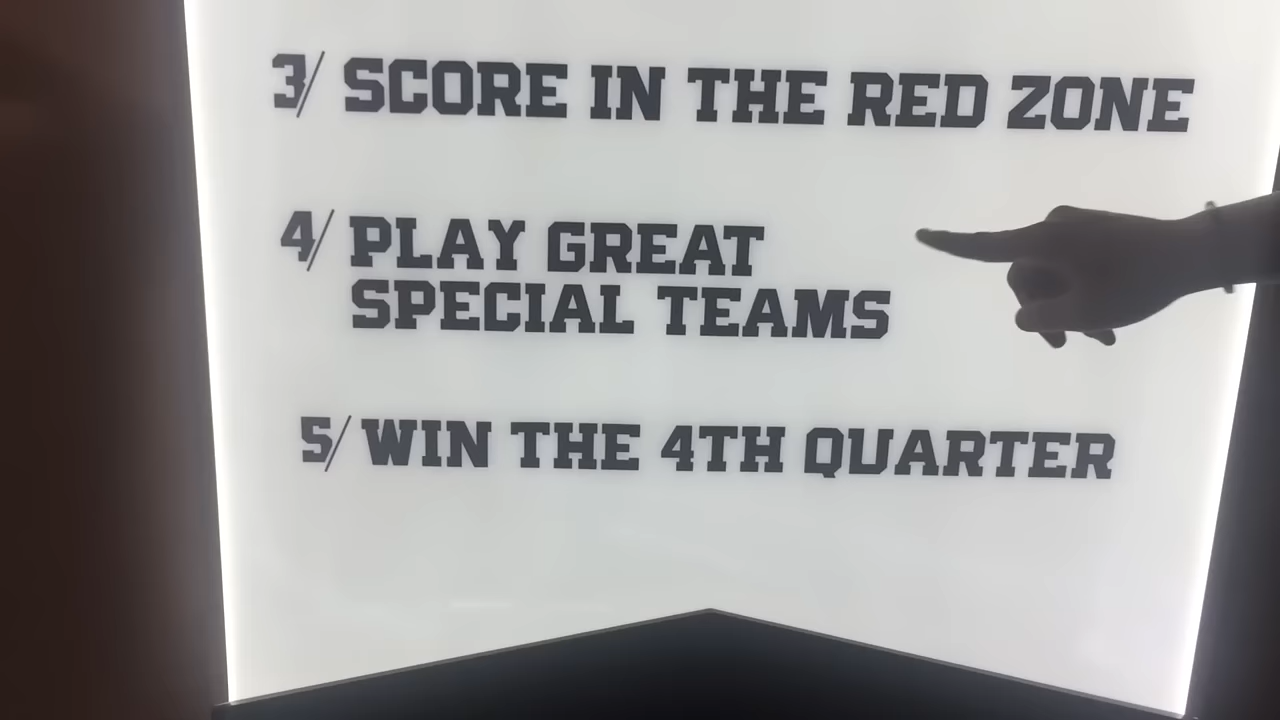 3/ SCORE IN THE RED ZONE
4/ PLAY GREAT
SPECIAL TEAMS
5/ WIN THE 4TH QUARTER